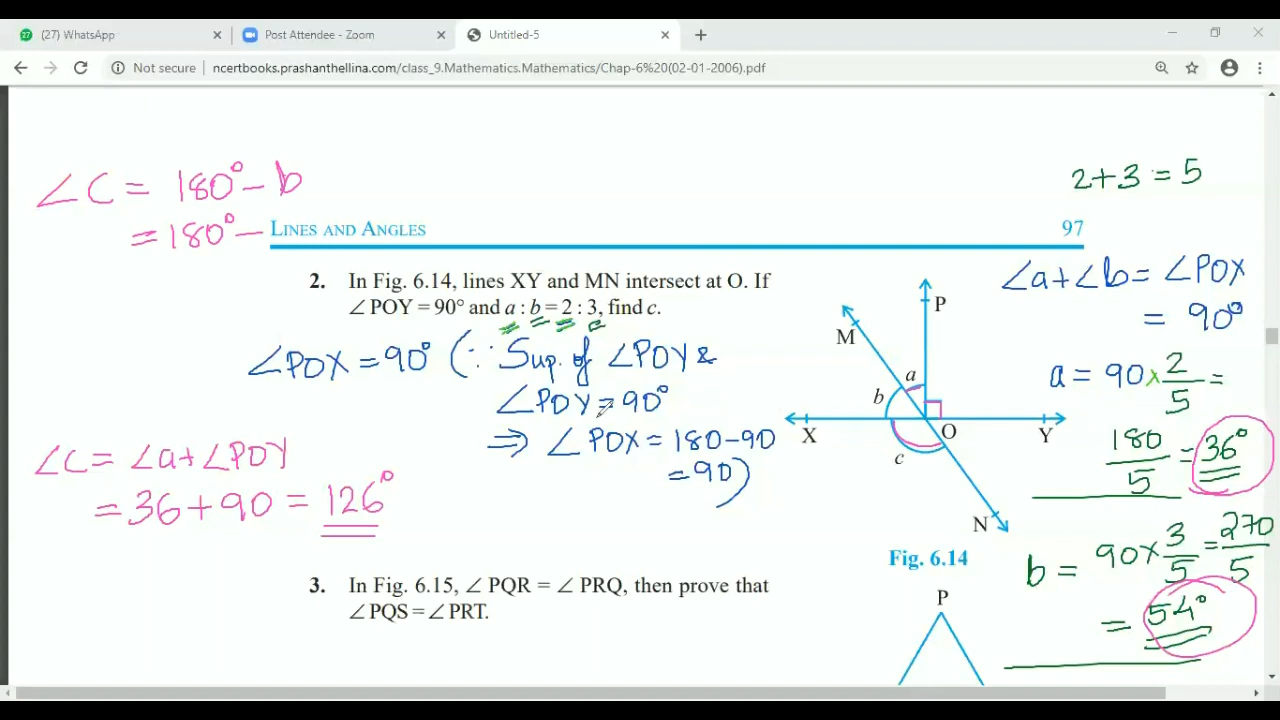 (27) WhatsApp
Post Attendee - Zoom
Untitled-5
Not secure | ncertbooks.prashanthellina.com/class_9.Mathematics.Mathematics/Chap-6%20(02-01-2006).pdf
∠C = 180° - b
= 180° -
2+3 = 5
LINES AND ANGLES 97
2. In Fig. 6.14, lines XY and MN intersect at O. If
∠ POY = 90° and a : b = 2 : 3, find c.
∠POX = 90° (∵ Sup. of ∠POY &
∠POY = 90°
⇒ ∠POX = 180-90
= 90)
∠C = ∠a + ∠POY
= 36 + 90 = 126°
P
M
a
b
X
O
Y
c
N
Fig. 6.14
∠a + ∠b = ∠POX
= 90°
a = 90 × 2/5 =
180/5 = 36°
b = 90 × 3/5 = 270/5
= 54°
3. In Fig. 6.15, ∠ PQR = ∠ PRQ, then prove that
∠ PQS = ∠ PRT.
P